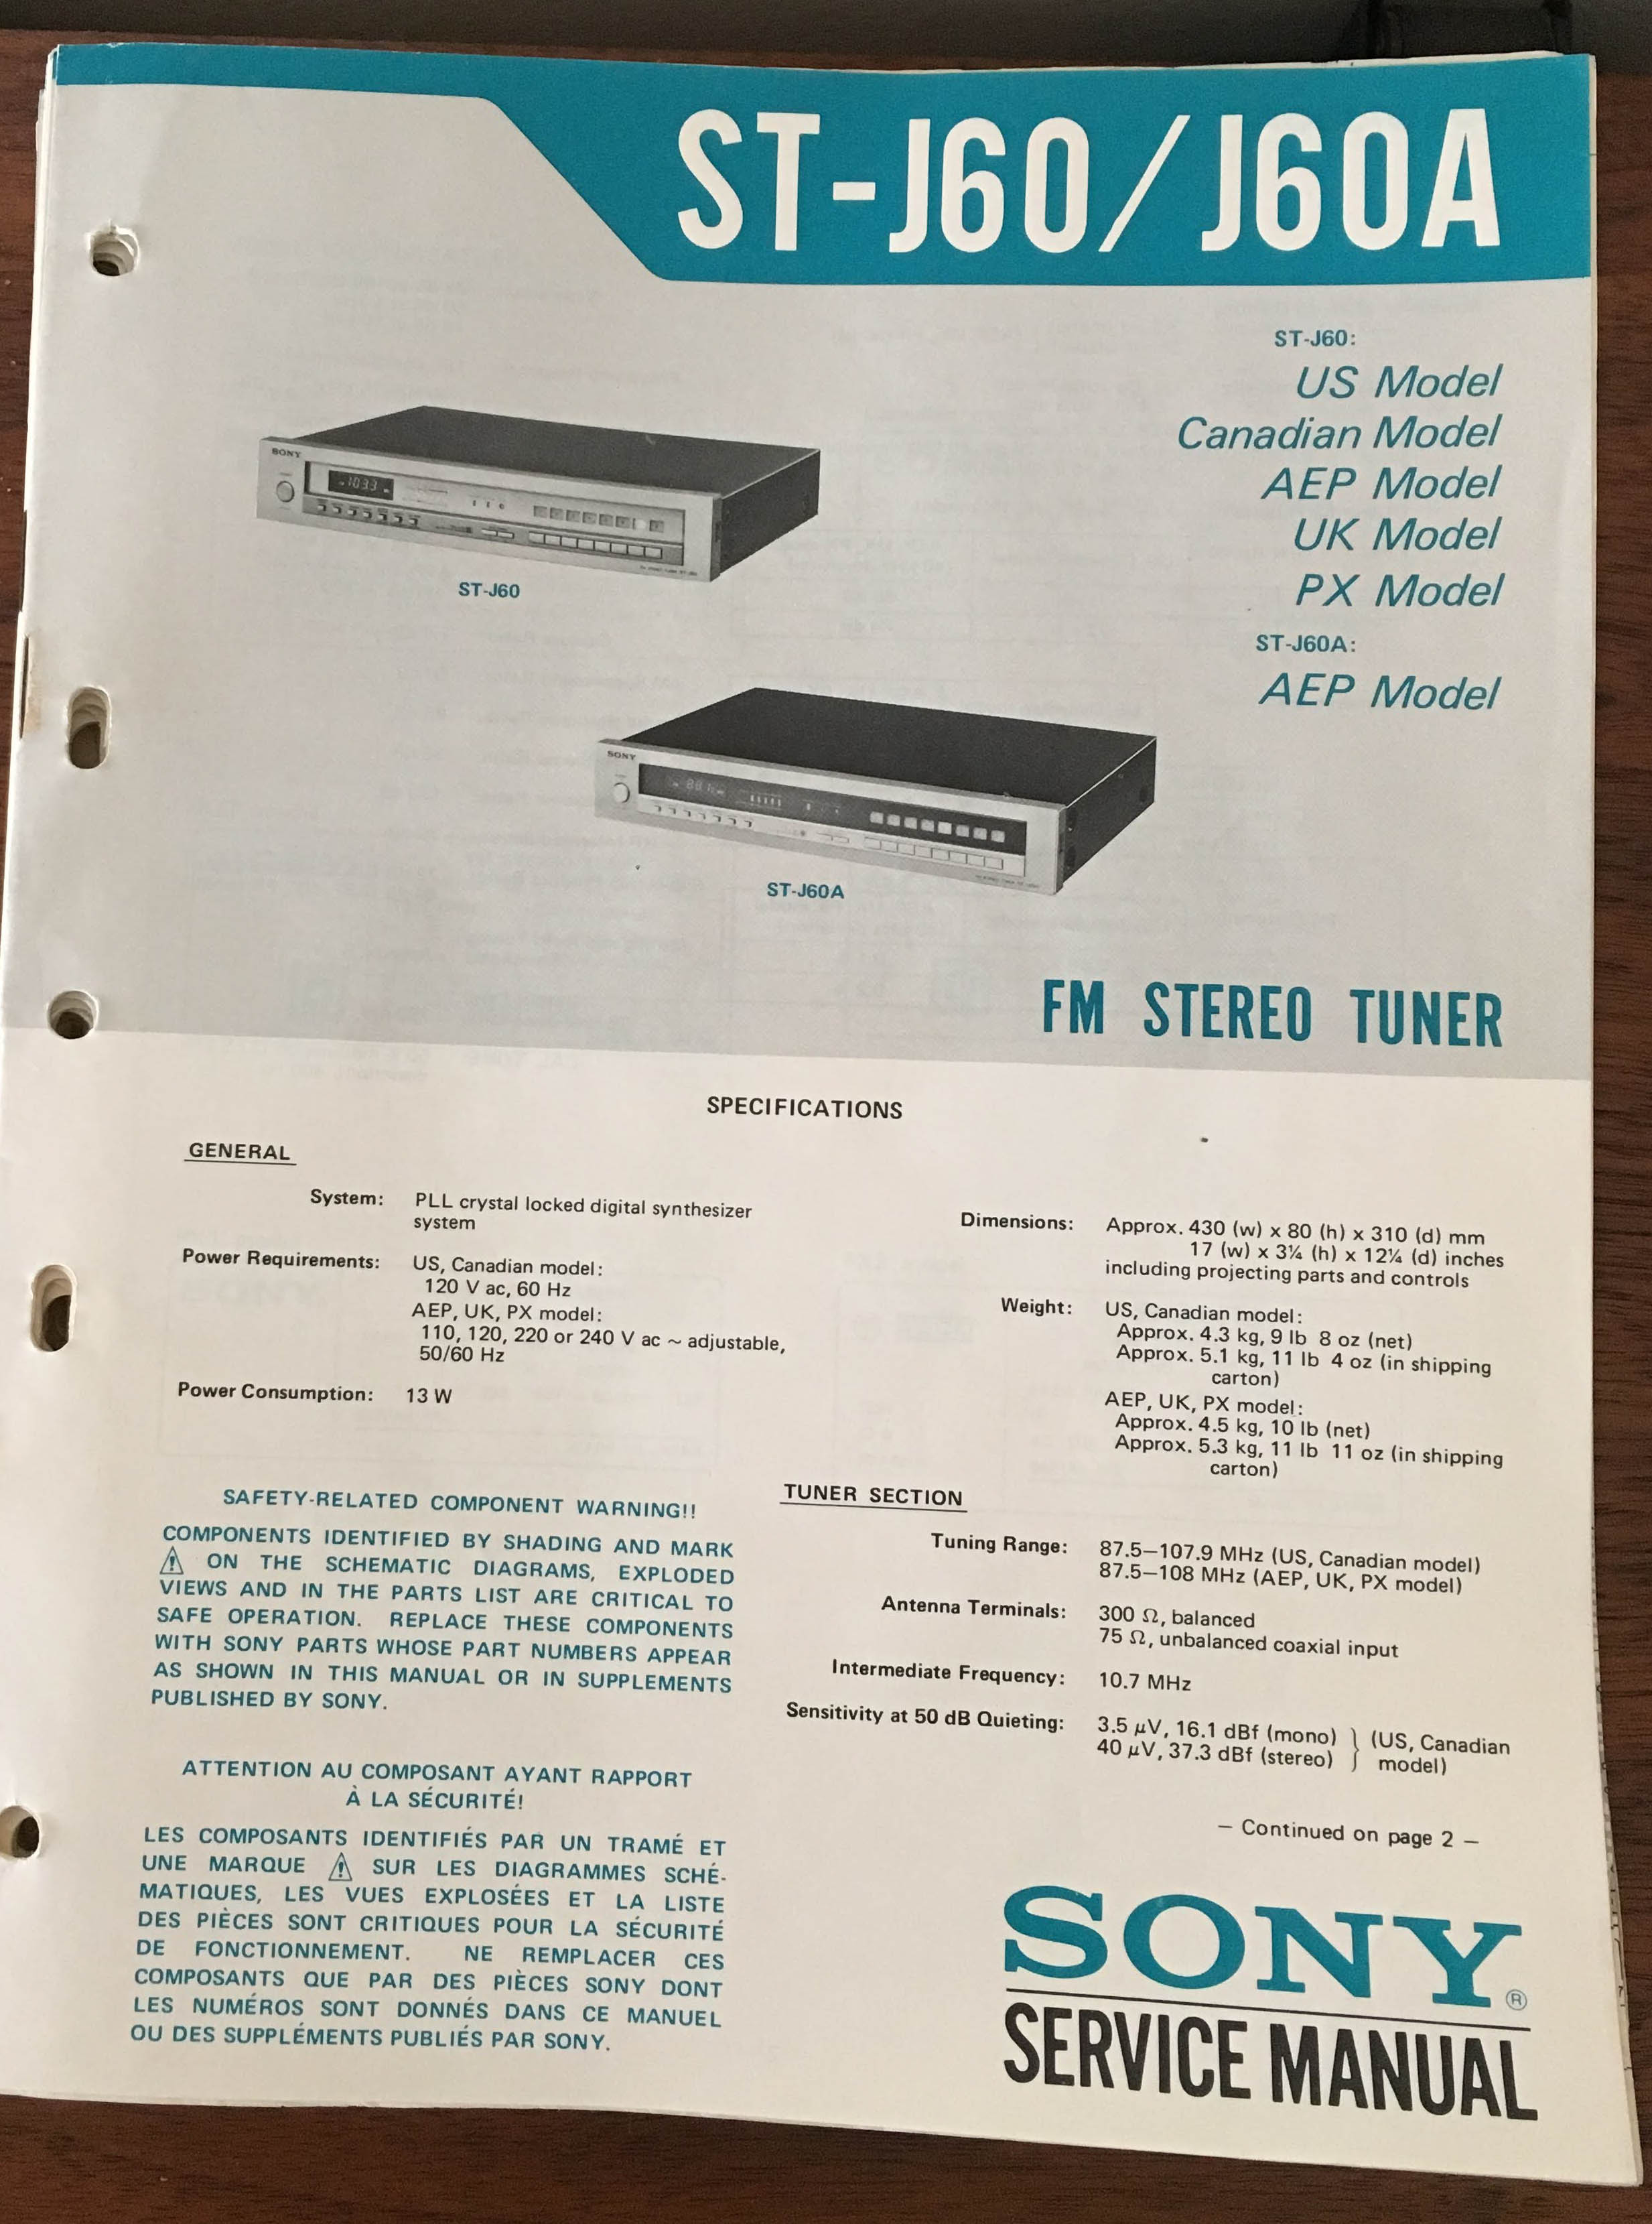 ST-J60/J60A
ST-J60:
US Model
Canadian Model
AEP Model
UK Model
PX Model
ST-J60A:
AEP Model
SONY
103.3
ST-J60
SONY
ST-J60A
FM STEREO TUNER
SPECIFICATIONS
GENERAL
System: PLL crystal locked digital synthesizer
system
Power Requirements: US, Canadian model:
120 V ac, 60 Hz
AEP, UK, PX model:
110, 120, 220 or 240 V ac ~ adjustable,
50/60 Hz
Power Consumption: 13 W
SAFETY-RELATED COMPONENT WARNING!!
COMPONENTS IDENTIFIED BY SHADING AND MARK
⚠ ON THE SCHEMATIC DIAGRAMS, EXPLODED
VIEWS AND IN THE PARTS LIST ARE CRITICAL TO
SAFE OPERATION. REPLACE THESE COMPONENTS
WITH SONY PARTS WHOSE PART NUMBERS APPEAR
AS SHOWN IN THIS MANUAL OR IN SUPPLEMENTS
PUBLISHED BY SONY.
ATTENTION AU COMPOSANT AYANT RAPPORT
À LA SÉCURITÉ!
LES COMPOSANTS IDENTIFIÉS PAR UN TRAMÉ ET
UNE MARQUE ⚠ SUR LES DIAGRAMMES SCHÉ-
MATIQUES, LES VUES EXPLOSÉES ET LA LISTE
DES PIÈCES SONT CRITIQUES POUR LA SÉCURITÉ
DE FONCTIONNEMENT. NE REMPLACER CES
COMPOSANTS QUE PAR DES PIÈCES SONY DONT
LES NUMÉROS SONT DONNÉS DANS CE MANUEL
OU DES SUPPLÉMENTS PUBLIÉS PAR SONY.
Dimensions: Approx. 430 (w) x 80 (h) x 310 (d) mm
17 (w) x 3¼ (h) x 12¼ (d) inches
including projecting parts and controls
Weight: US, Canadian model:
Approx. 4.3 kg, 9 lb 8 oz (net)
Approx. 5.1 kg, 11 lb 4 oz (in shipping
carton)
AEP, UK, PX model:
Approx. 4.5 kg, 10 lb (net)
Approx. 5.3 kg, 11 lb 11 oz (in shipping
carton)
TUNER SECTION
Tuning Range: 87.5–107.9 MHz (US, Canadian model)
87.5–108 MHz (AEP, UK, PX model)
Antenna Terminals: 300 Ω, balanced
75 Ω, unbalanced coaxial input
Intermediate Frequency: 10.7 MHz
Sensitivity at 50 dB Quieting: 3.5 μV, 16.1 dBf (mono) } (US, Canadian
40 μV, 37.3 dBf (stereo) } model)
– Continued on page 2 –
SONY®
SERVICE MANUAL